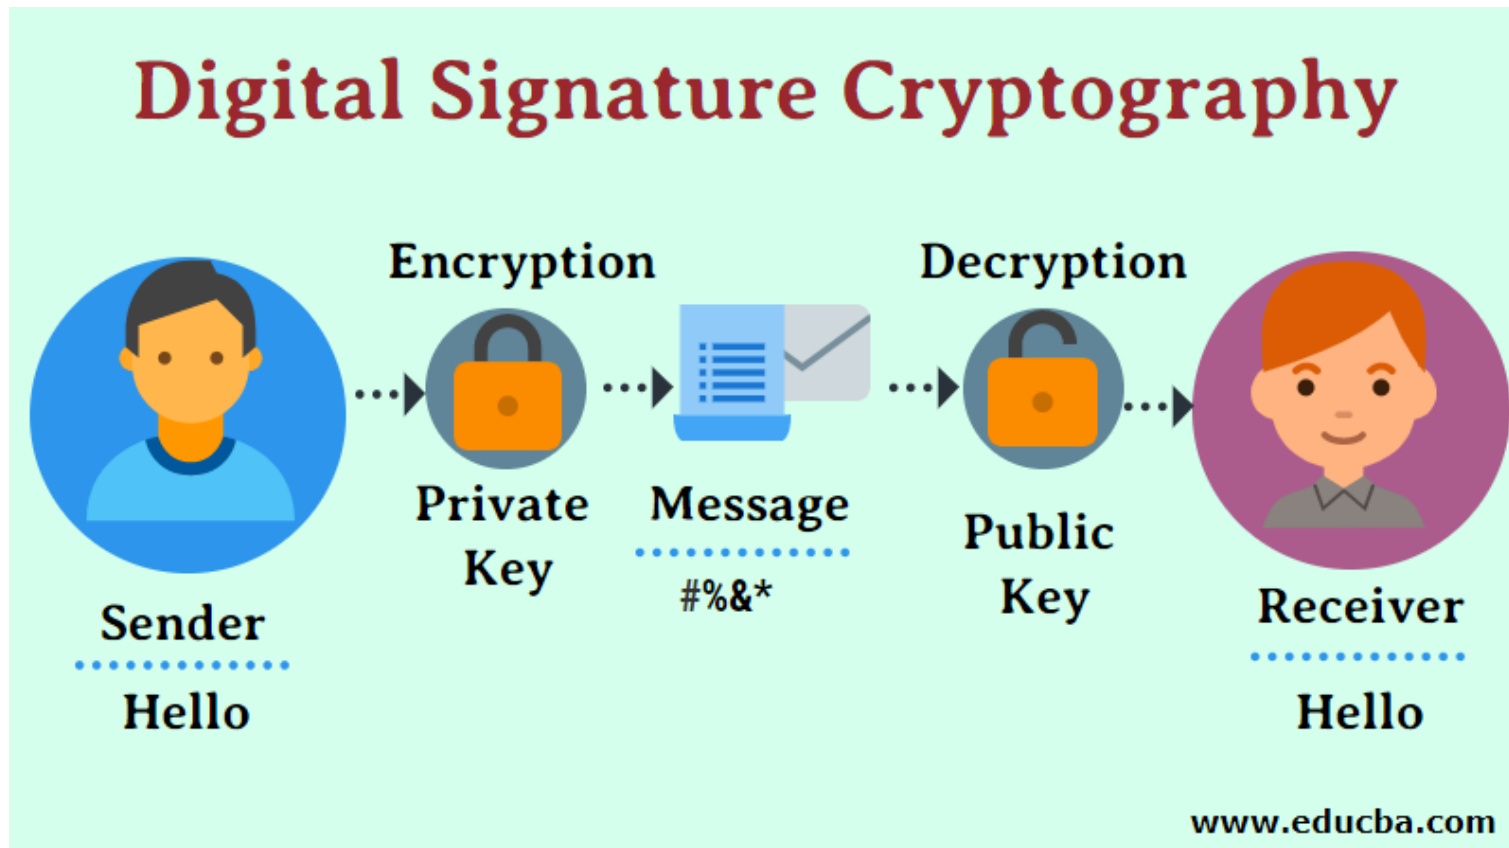 Digital Signature Cryptography
Encryption
Decryption
Private
Key
Message
#%&*
Public
Key
Sender
Hello
Receiver
Hello
www.educba.com